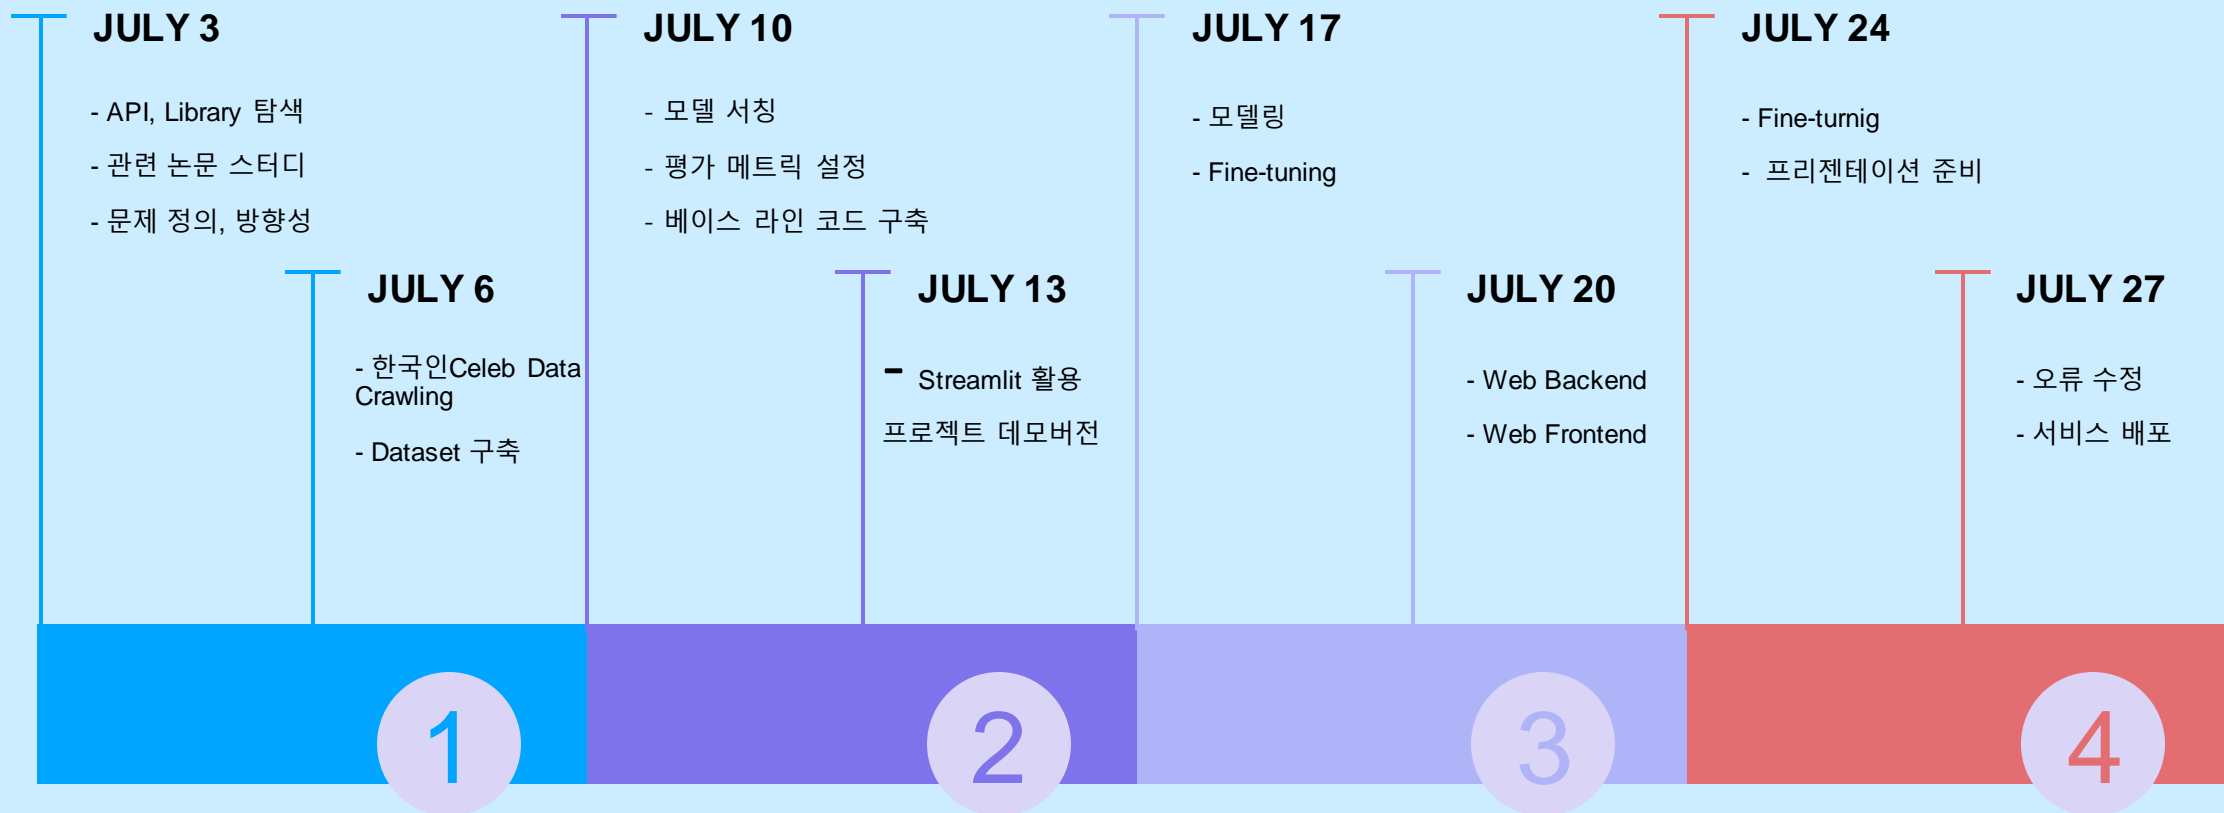 JULY 3
- API, Library 탐색
- 관련 논문 스터디
- 문제 정의, 방향성
JULY 6
- 한국인Celeb Data
Crawling
- Dataset 구축
JULY 10
- 모델 서칭
- 평가 메트릭 설정
- 베이스 라인 코드 구축
JULY 13
- Streamlit 활용
프로젝트 데모버전
JULY 17
- 모델링
- Fine-tuning
JULY 20
- Web Backend
- Web Frontend
JULY 24
- Fine-turnig
- 프리젠테이션 준비
JULY 27
- 오류 수정
- 서비스 배포
1
2
3
4